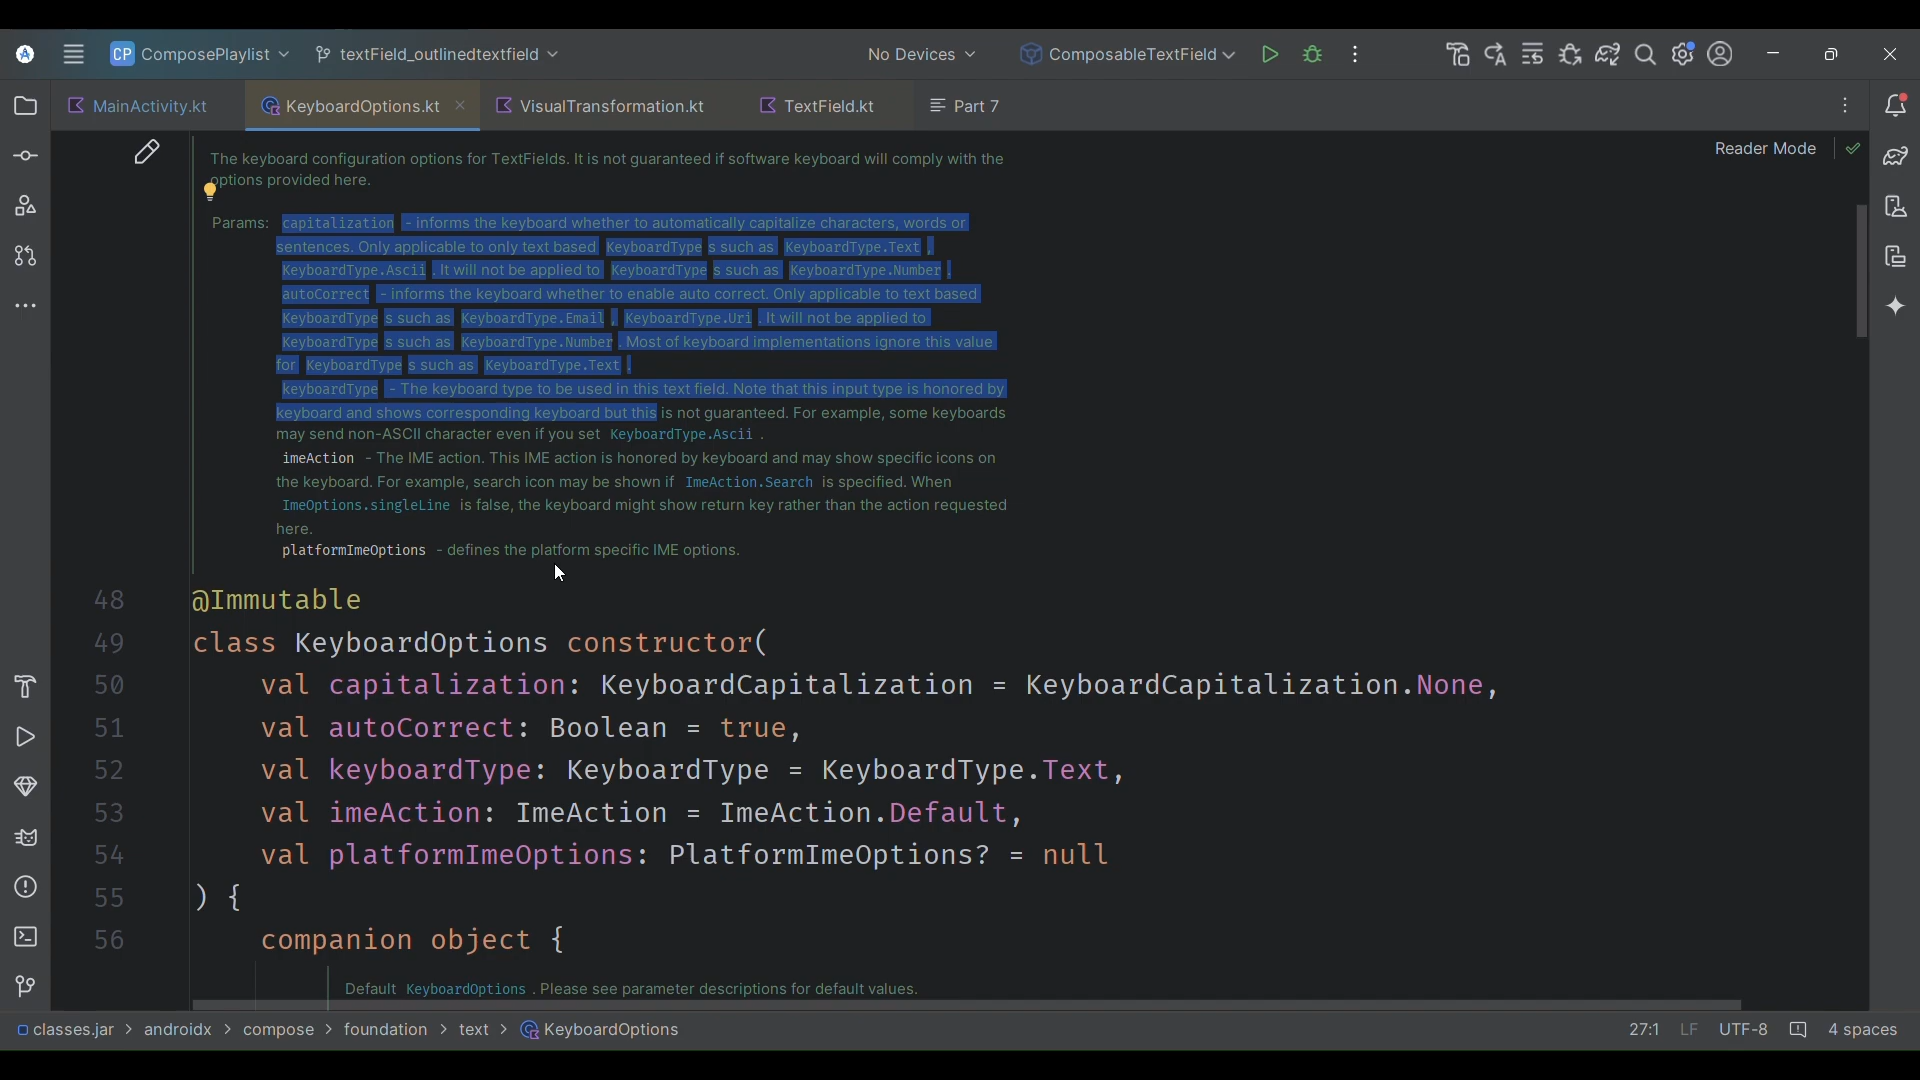 CP ComposePlaylist textField_outlinedtextfield No Devices ComposableTextField
MainActivity.kt KeyboardOptions.kt VisualTransformation.kt TextField.kt Part 7
Reader Mode
The keyboard configuration options for TextFields. It is not guaranteed if software keyboard will comply with the
options provided here.
Params: capitalization - informs the keyboard whether to automatically capitalize characters, words or
sentences. Only applicable to only text based KeyboardType s such as KeyboardType.Text ,
KeyboardType.Ascii . It will not be applied to KeyboardType s such as KeyboardType.Number .
autoCorrect - informs the keyboard whether to enable auto correct. Only applicable to text based
KeyboardType s such as KeyboardType.Email , KeyboardType.Uri . It will not be applied to
KeyboardType s such as KeyboardType.Number . Most of keyboard implementations ignore this value
for KeyboardType s such as KeyboardType.Text .
keyboardType - The keyboard type to be used in this text field. Note that this input type is honored by
keyboard and shows corresponding keyboard but this is not guaranteed. For example, some keyboards
may send non-ASCII character even if you set KeyboardType.Ascii .
imeAction - The IME action. This IME action is honored by keyboard and may show specific icons on
the keyboard. For example, search icon may be shown if ImeAction.Search is specified. When
ImeOptions.singleLine is false, the keyboard might show return key rather than the action requested
here.
platformImeOptions - defines the platform specific IME options.
48 @Immutable
49 class KeyboardOptions constructor(
50 val capitalization: KeyboardCapitalization = KeyboardCapitalization.None,
51 val autoCorrect: Boolean = true,
52 val keyboardType: KeyboardType = KeyboardType.Text,
53 val imeAction: ImeAction = ImeAction.Default,
54 val platformImeOptions: PlatformImeOptions? = null
55 ) {
56 companion object {
Default KeyboardOptions . Please see parameter descriptions for default values.
classes.jar > androidx > compose > foundation > text > KeyboardOptions 27:1 LF UTF-8 4 spaces